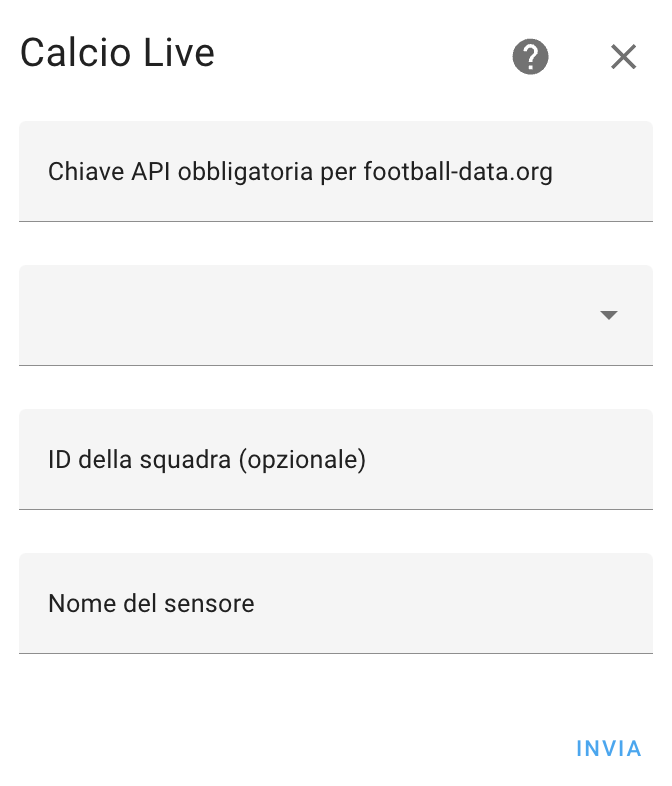 Calcio Live
Chiave API obbligatoria per football-data.org
ID della squadra (opzionale)
Nome del sensore
INVIA